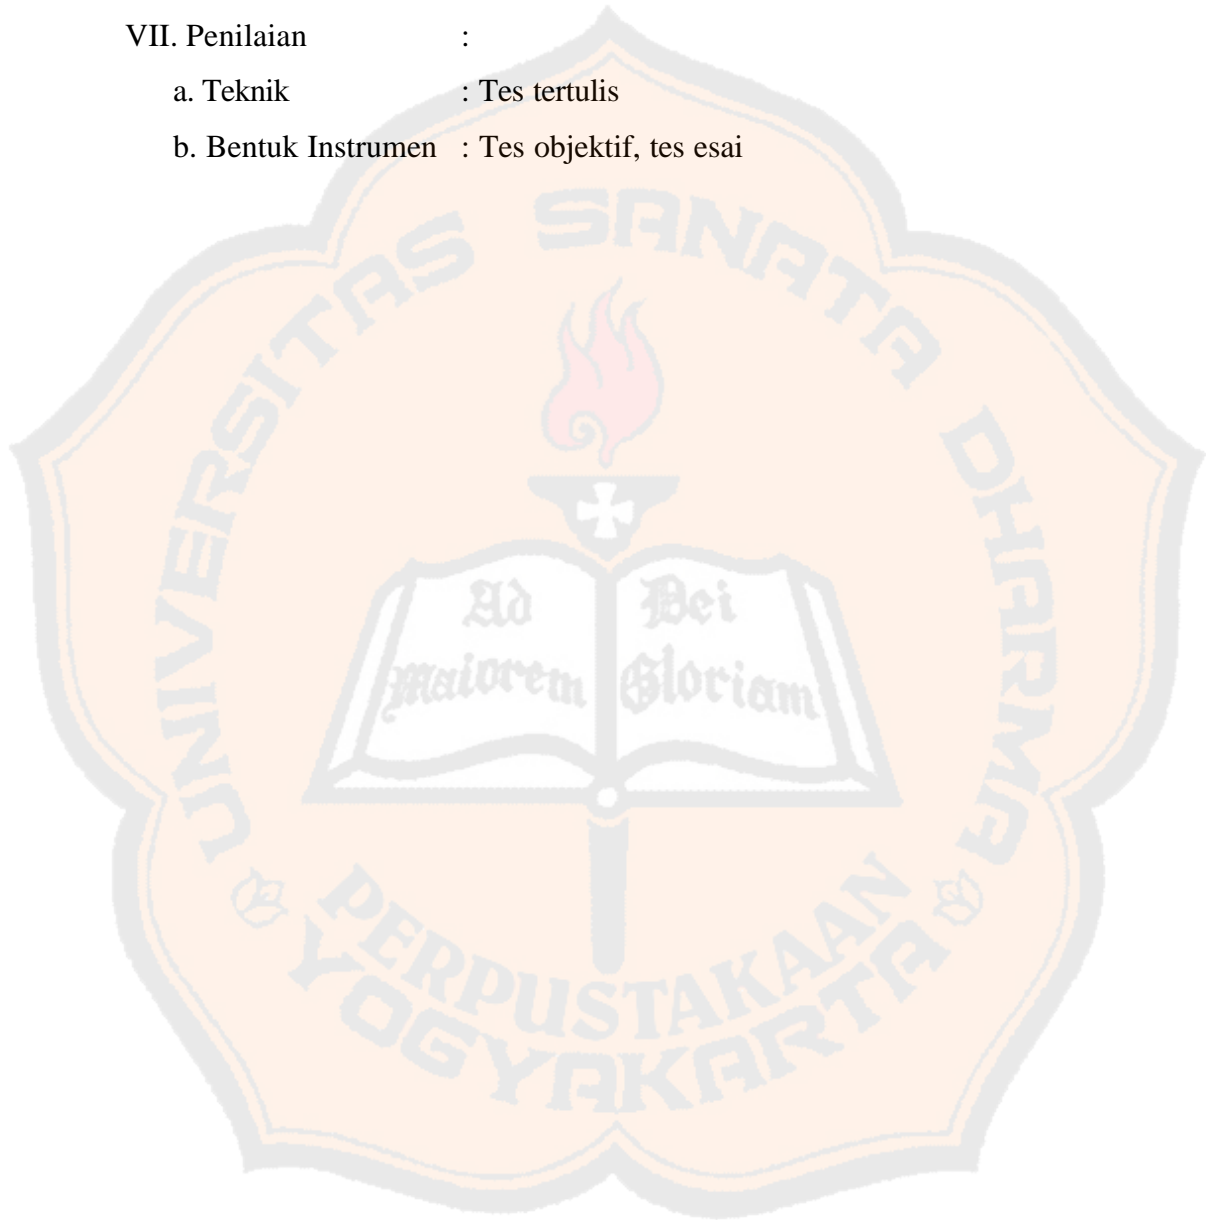 VII. Penilaian :
a. Teknik : Tes tertulis
b. Bentuk Instrumen : Tes objektif, tes esai
UNIVERSITAS SANATA DHARMA
Ad Dei
Maiorem Gloriam
PERPUSTAKAAN
YOGYAKARTA